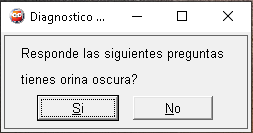 Diagnostico ...
Responde las siguientes preguntas
tienes orina oscura?
Si No